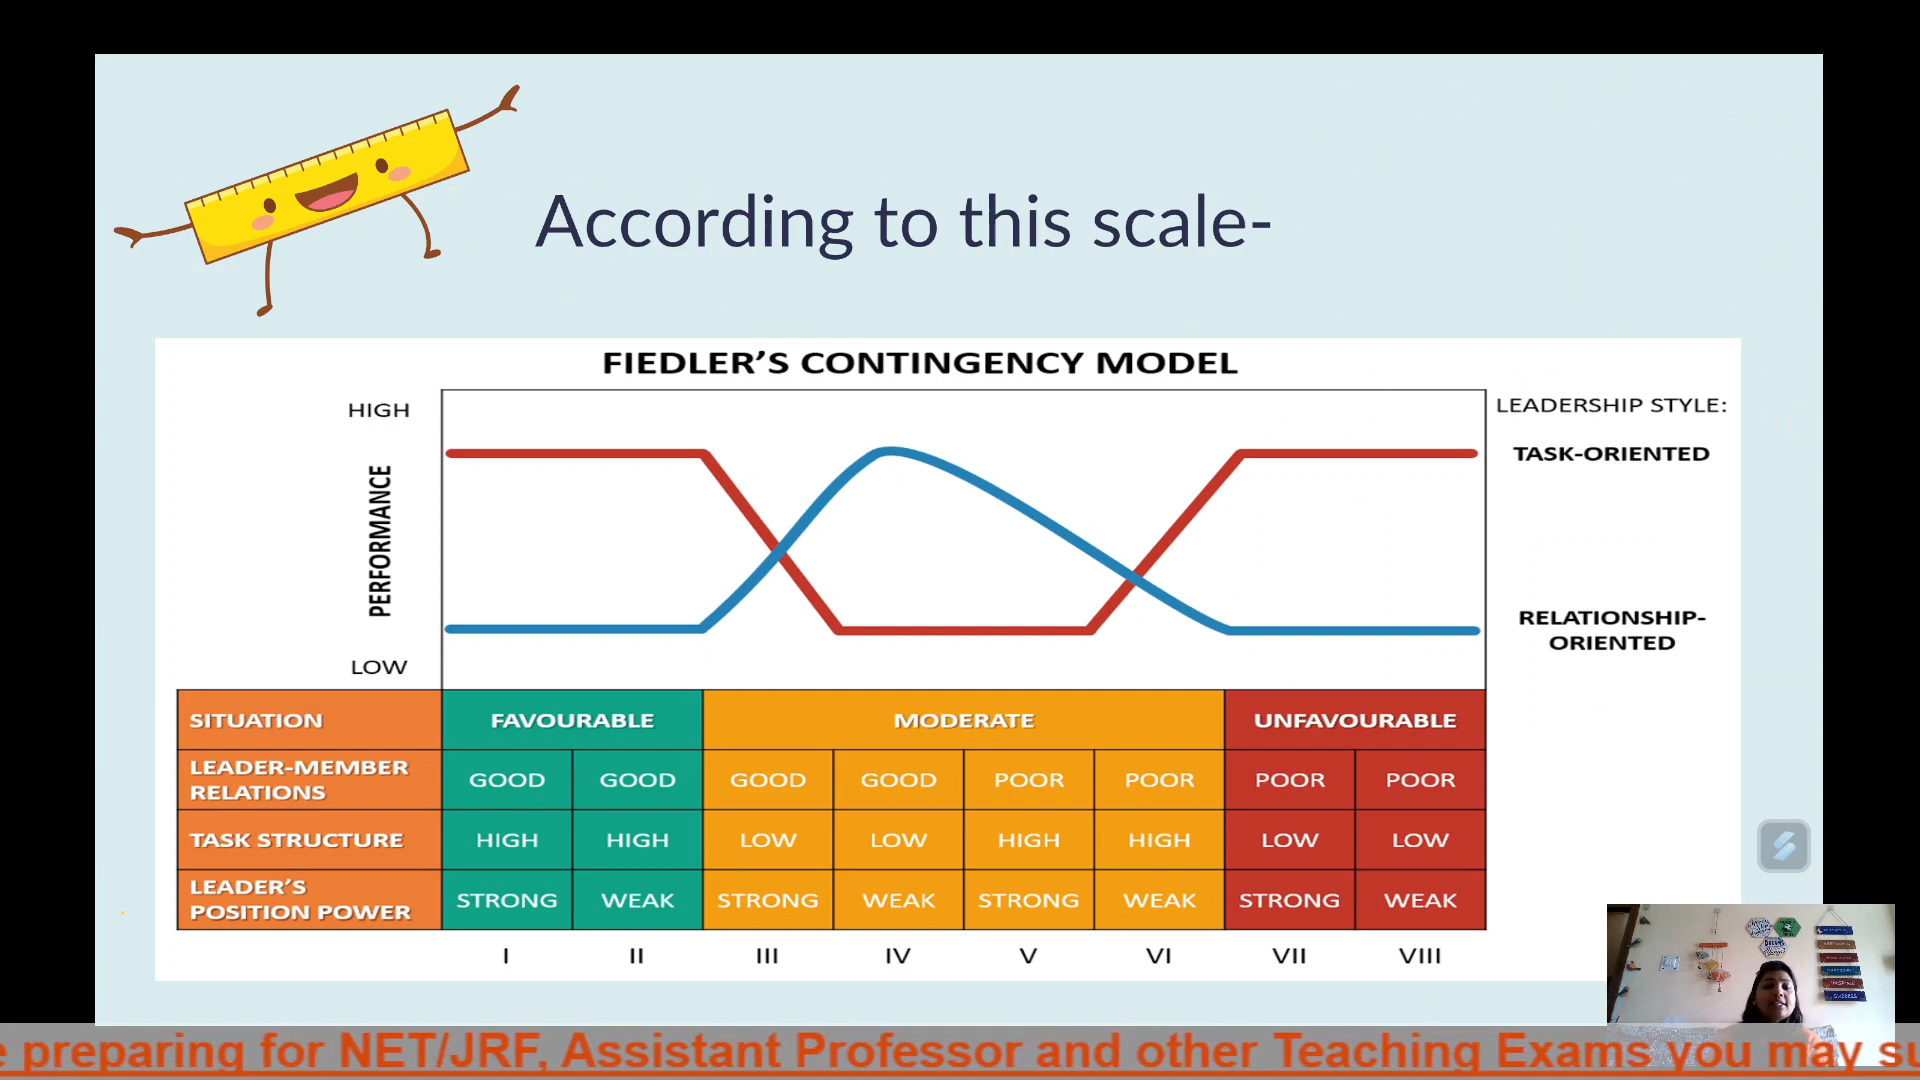 According to this scale-
FIEDLER'S CONTINGENCY MODEL
HIGH
PERFORMANCE
LOW
LEADERSHIP STYLE:
TASK-ORIENTED
RELATIONSHIP-
ORIENTED
SITUATION FAVOURABLE MODERATE UNFAVOURABLE
LEADER-MEMBER
RELATIONS GOOD GOOD GOOD GOOD POOR POOR POOR POOR
TASK STRUCTURE HIGH HIGH LOW LOW HIGH HIGH LOW LOW
LEADER'S
POSITION POWER STRONG WEAK STRONG WEAK STRONG WEAK STRONG WEAK
I II III IV V VI VII VIII
e preparing for NET/JRF, Assistant Professor and other Teaching Exams you may su